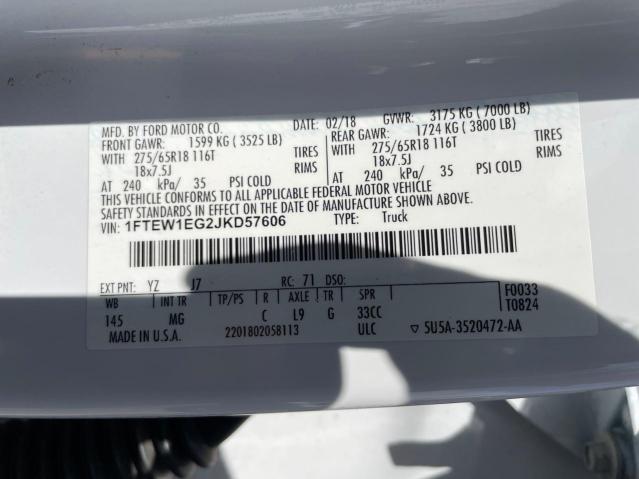 MFD. BY FORD MOTOR CO. DATE: 02/18 GVWR: 3175 KG ( 7000 LB)
FRONT GAWR: 1599 KG ( 3525 LB) REAR GAWR: 1724 KG ( 3800 LB)
WITH 275/65R18 116T TIRES WITH 275/65R18 116T TIRES
18x7.5J RIMS 18x7.5J RIMS
AT 240 kPa/ 35 PSI COLD AT 240 kPa/ 35 PSI COLD
THIS VEHICLE CONFORMS TO ALL APPLICABLE FEDERAL MOTOR VEHICLE
SAFETY STANDARDS IN EFFECT ON THE DATE OF MANUFACTURE SHOWN ABOVE.
VIN: 1FTEW1EG2JKD57606 TYPE: Truck
EXT PNT: YZ J7 RC: 71 DSO: F0033
WB INT TR TP/PS R AXLE TR SPR T0824
145 MG C L9 G 33CC
MADE IN U.S.A. 2201802058113 ULC ▽ 5U5A-3520472-AA